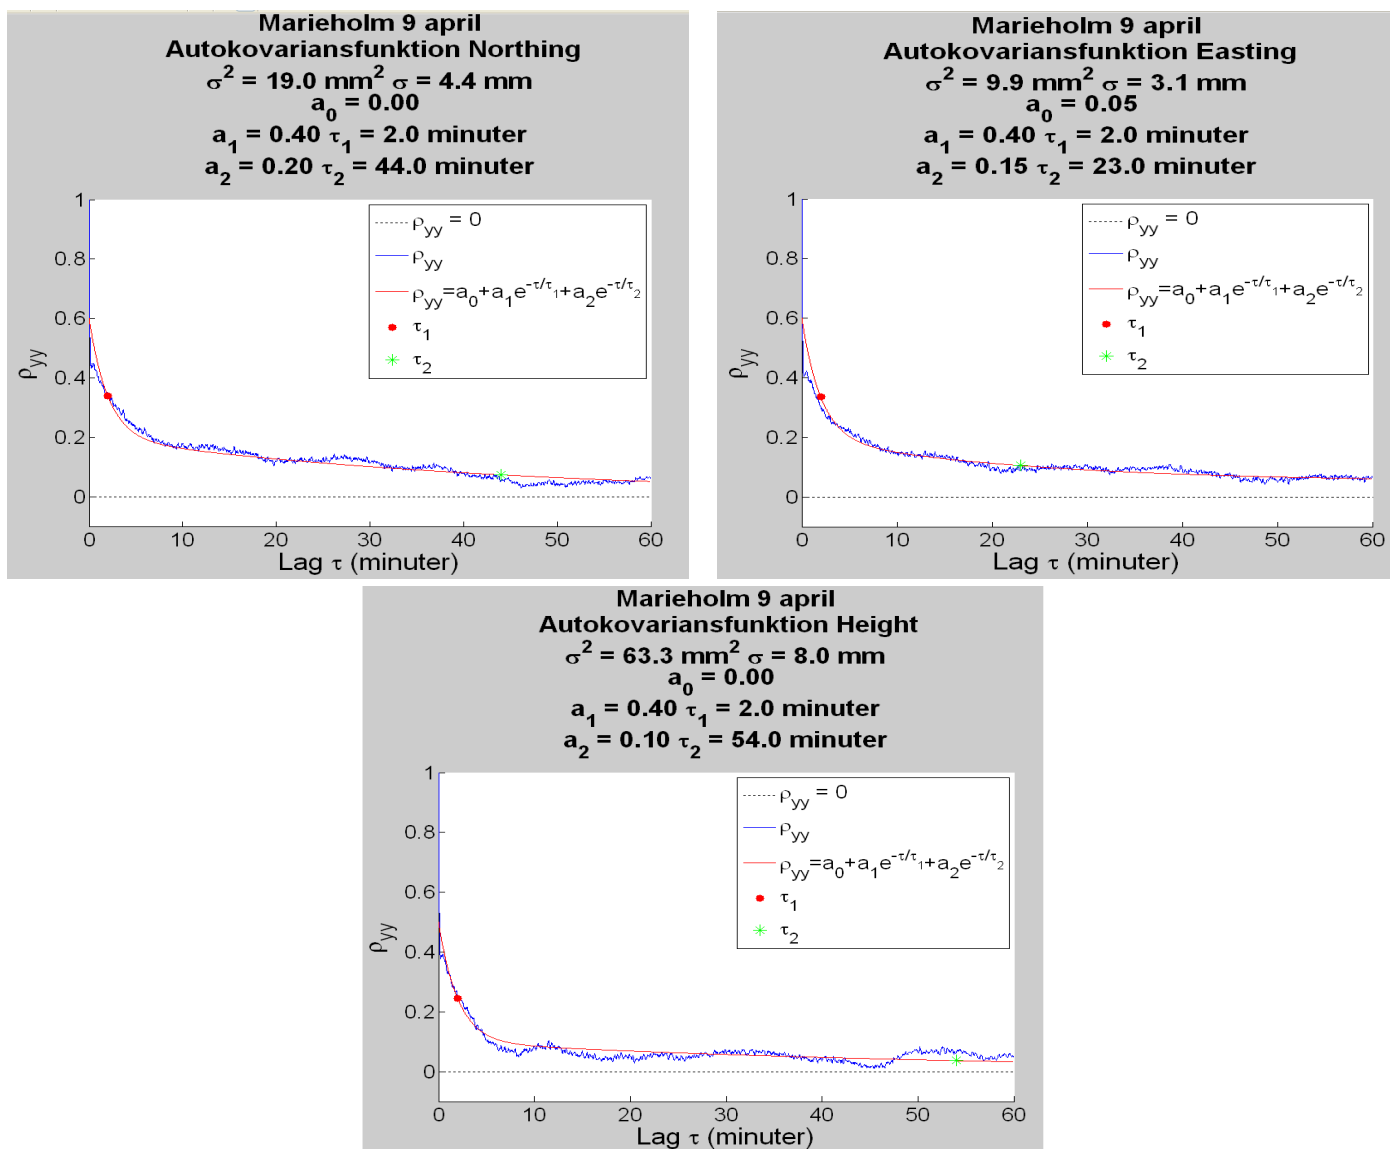 Marieholm 9 april
Autokovariansfunktion Northing
σ² = 19.0 mm² σ = 4.4 mm
a₀ = 0.00
a₁ = 0.40 τ₁ = 2.0 minuter
a₂ = 0.20 τ₂ = 44.0 minuter
1
0.8
0.6
0.4
0.2
0
ρyy
ρyy = 0
ρyy
ρyy=a₀+a₁e^-τ/τ₁+a₂e^-τ/τ₂
τ₁
τ₂
0 10 20 30 40 50 60
Lag τ (minuter)
Marieholm 9 april
Autokovariansfunktion Easting
σ² = 9.9 mm² σ = 3.1 mm
a₀ = 0.05
a₁ = 0.40 τ₁ = 2.0 minuter
a₂ = 0.15 τ₂ = 23.0 minuter
1
0.8
0.6
0.4
0.2
0
ρyy
ρyy = 0
ρyy
ρyy=a₀+a₁e^-τ/τ₁+a₂e^-τ/τ₂
τ₁
τ₂
0 10 20 30 40 50 60
Lag τ (minuter)
Marieholm 9 april
Autokovariansfunktion Height
σ² = 63.3 mm² σ = 8.0 mm
a₀ = 0.00
a₁ = 0.40 τ₁ = 2.0 minuter
a₂ = 0.10 τ₂ = 54.0 minuter
1
0.8
0.6
0.4
0.2
0
ρyy
ρyy = 0
ρyy
ρyy=a₀+a₁e^-τ/τ₁+a₂e^-τ/τ₂
τ₁
τ₂
0 10 20 30 40 50 60
Lag τ (minuter)